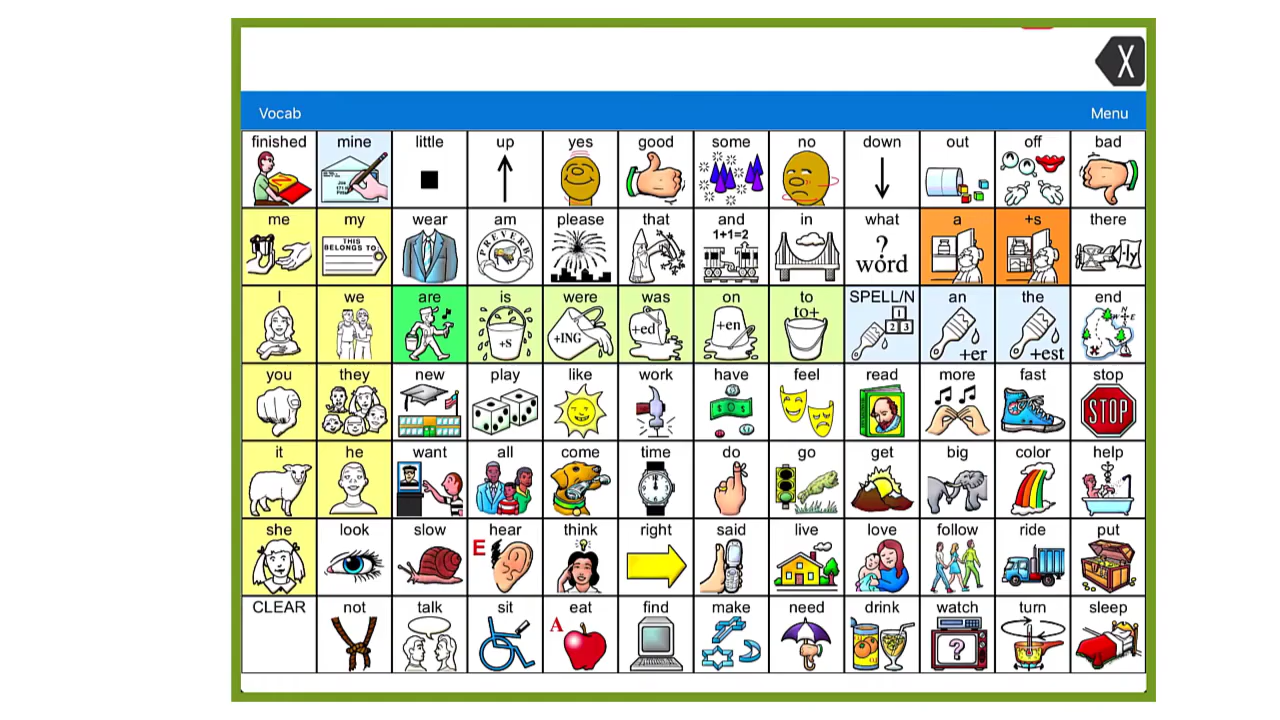 X
Vocab Menu
finished mine little up yes good some no down out off bad
me my wear am please that and in what a +s there
THIS BELONGS TO PREVERB 1+1=2 ? word -ly
I we are is were was on to SPELL/N an the end
+S +ING +ed +en to+ 1 2 3 +er +est N W E X
you they new play like work have feel read more fast stop
STOP
it he want all come time do go get big color help
she look slow hear think right said live love follow ride put
E
CLEAR not talk sit eat find make need drink watch turn sleep
A ?